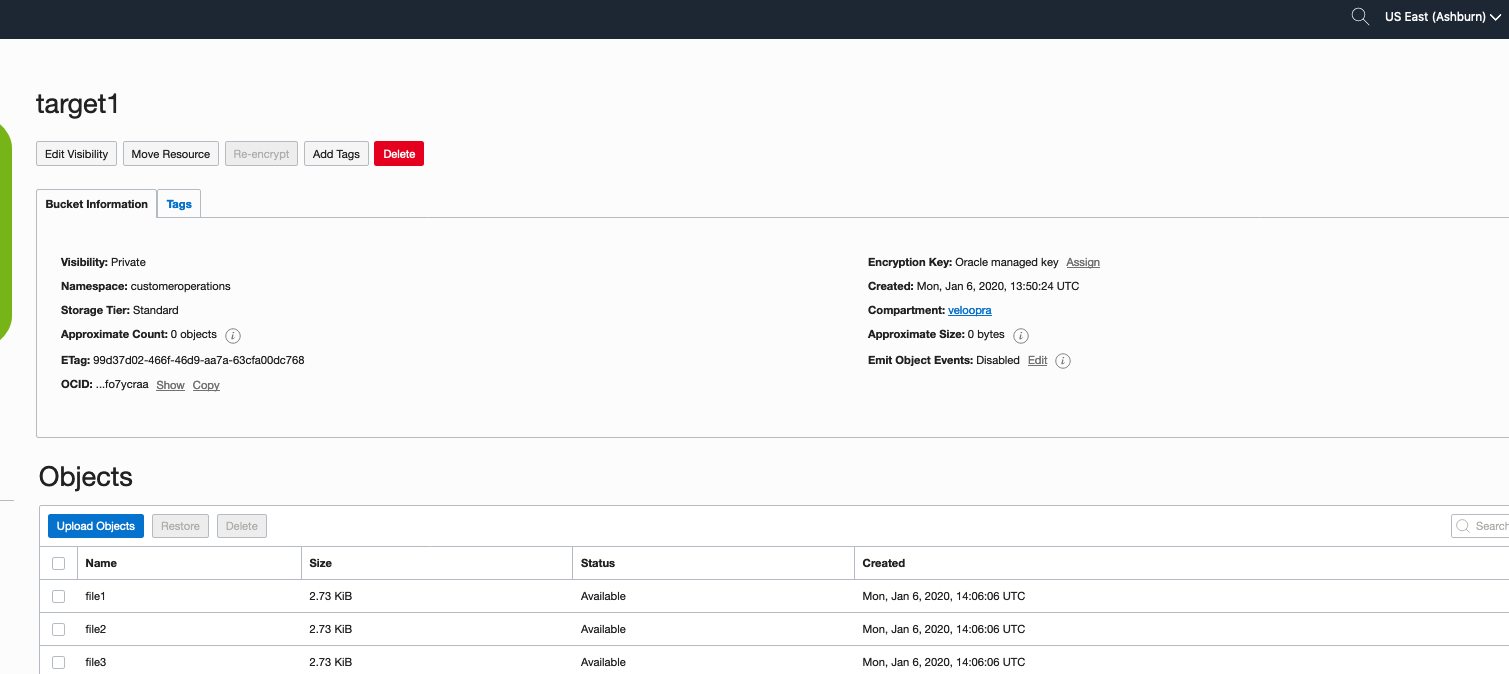 US East (Ashburn)
target1
Edit Visibility Move Resource Re-encrypt Add Tags Delete
Bucket Information Tags
Visibility: Private
Namespace: customeroperations
Storage Tier: Standard
Approximate Count: 0 objects
ETag: 99d37d02-466f-46d9-aa7a-63cfa00dc768
OCID: ...fo7ycraa Show Copy
Encryption Key: Oracle managed key Assign
Created: Mon, Jan 6, 2020, 13:50:24 UTC
Compartment: veloopra
Approximate Size: 0 bytes
Emit Object Events: Disabled Edit
Objects
Upload Objects Restore Delete Search
Name Size Status Created
file1 2.73 KiB Available Mon, Jan 6, 2020, 14:06:06 UTC
file2 2.73 KiB Available Mon, Jan 6, 2020, 14:06:06 UTC
file3 2.73 KiB Available Mon, Jan 6, 2020, 14:06:06 UTC